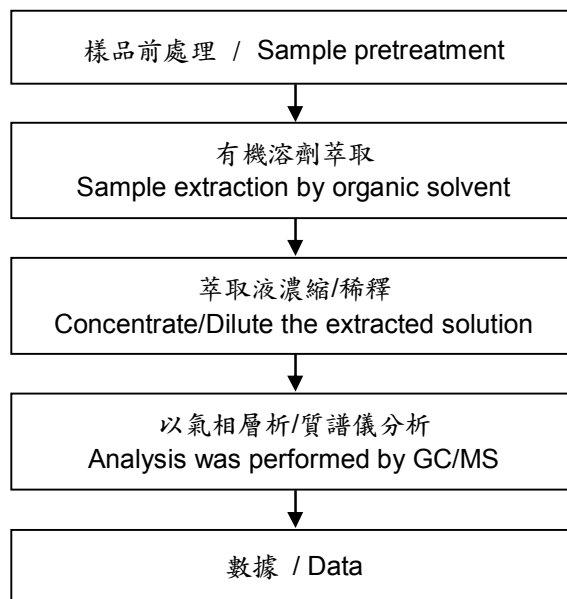 樣品前處理 / Sample pretreatment
有機溶劑萃取
Sample extraction by organic solvent
萃取液濃縮/稀釋
Concentrate/Dilute the extracted solution
以氣相層析/質譜儀分析
Analysis was performed by GC/MS
數據 / Data